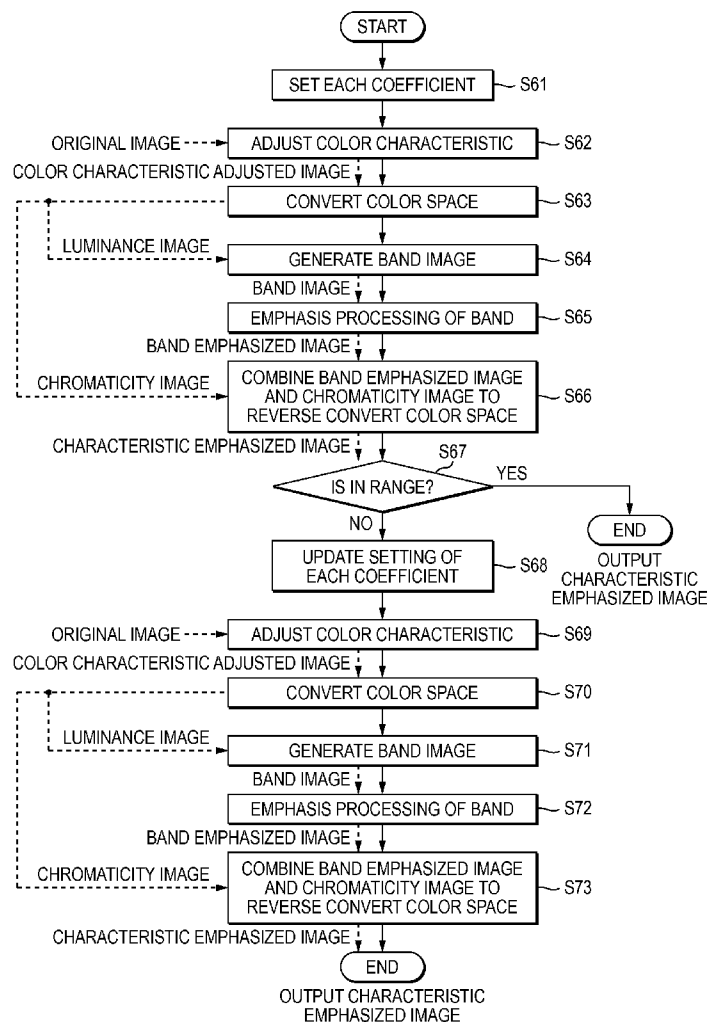 START
SET EACH COEFFICIENT
S61
ORIGINAL IMAGE
ADJUST COLOR CHARACTERISTIC
S62
COLOR CHARACTERISTIC ADJUSTED IMAGE
CONVERT COLOR SPACE
S63
LUMINANCE IMAGE
GENERATE BAND IMAGE
S64
BAND IMAGE
EMPHASIS PROCESSING OF BAND
S65
BAND EMPHASIZED IMAGE
CHROMATICITY IMAGE
COMBINE BAND EMPHASIZED IMAGE
AND CHROMATICITY IMAGE TO
REVERSE CONVERT COLOR SPACE
S66
CHARACTERISTIC EMPHASIZED IMAGE
S67
IS IN RANGE?
YES
NO
END
OUTPUT
CHARACTERISTIC
EMPHASIZED IMAGE
UPDATE SETTING OF
EACH COEFFICIENT
S68
ORIGINAL IMAGE
ADJUST COLOR CHARACTERISTIC
S69
COLOR CHARACTERISTIC ADJUSTED IMAGE
CONVERT COLOR SPACE
S70
LUMINANCE IMAGE
GENERATE BAND IMAGE
S71
BAND IMAGE
EMPHASIS PROCESSING OF BAND
S72
BAND EMPHASIZED IMAGE
CHROMATICITY IMAGE
COMBINE BAND EMPHASIZED IMAGE
AND CHROMATICITY IMAGE TO
REVERSE CONVERT COLOR SPACE
S73
CHARACTERISTIC EMPHASIZED IMAGE
END
OUTPUT CHARACTERISTIC
EMPHASIZED IMAGE